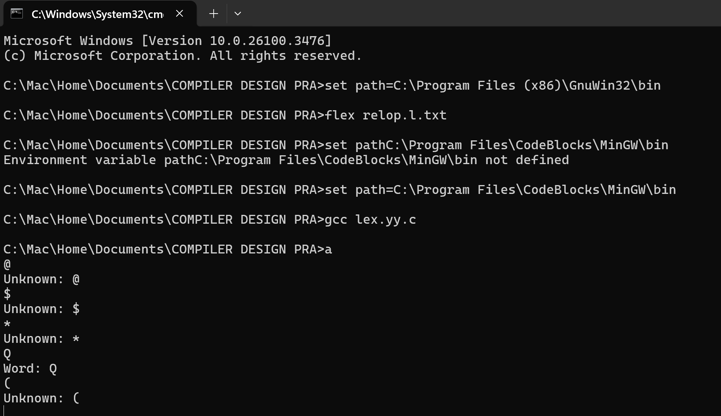 C:\Windows\System32\cm
Microsoft Windows [Version 10.0.26100.3476]
(c) Microsoft Corporation. All rights reserved.
C:\Mac\Home\Documents\COMPILER DESIGN PRA>set path=C:\Program Files (x86)\GnuWin32\bin
C:\Mac\Home\Documents\COMPILER DESIGN PRA>flex relop.l.txt
C:\Mac\Home\Documents\COMPILER DESIGN PRA>set pathC:\Program Files\CodeBlocks\MinGW\bin
Environment variable pathC:\Program Files\CodeBlocks\MinGW\bin not defined
C:\Mac\Home\Documents\COMPILER DESIGN PRA>set path=C:\Program Files\CodeBlocks\MinGW\bin
C:\Mac\Home\Documents\COMPILER DESIGN PRA>gcc lex.yy.c
C:\Mac\Home\Documents\COMPILER DESIGN PRA>a
@
Unknown: @
$
Unknown: $
*
Unknown: *
Q
Word: Q
(
Unknown: (